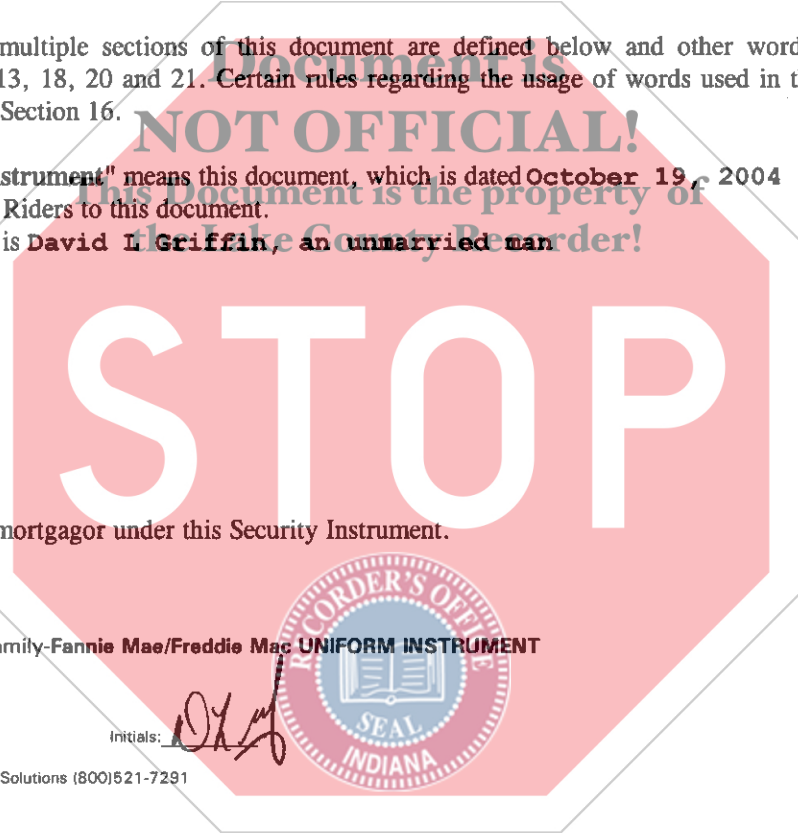 multiple sections of this document are defined below and other word
Document is
13, 18, 20 and 21. Certain rules regarding the usage of words used in t
Section 16.
NOT OFFICIAL!
strument" means this document, which is dated October 19, 2004
This Document is the property of
Riders to this document.
is David L Griffin, an unmarried man
the Lake County Recorder!
STOP
mortgagor under this Security Instrument.
RECORDER'S OFFICE
amily-Fannie Mae/Freddie Mac UNIFORM INSTRUMENT
SEAL
Initials:
INDIANA
Solutions (800)521-7291